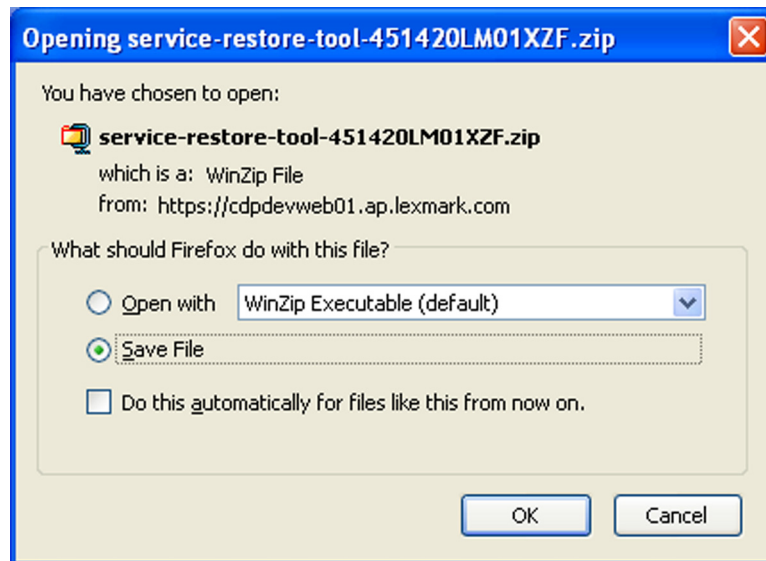 Opening service-restore-tool-451420LM01XZF.zip
You have chosen to open:
service-restore-tool-451420LM01XZF.zip
which is a: WinZip File
from: https://cdpdevweb01.ap.lexmark.com
What should Firefox do with this file?
Open with WinZip Executable (default)
Save File
Do this automatically for files like this from now on.
OK Cancel